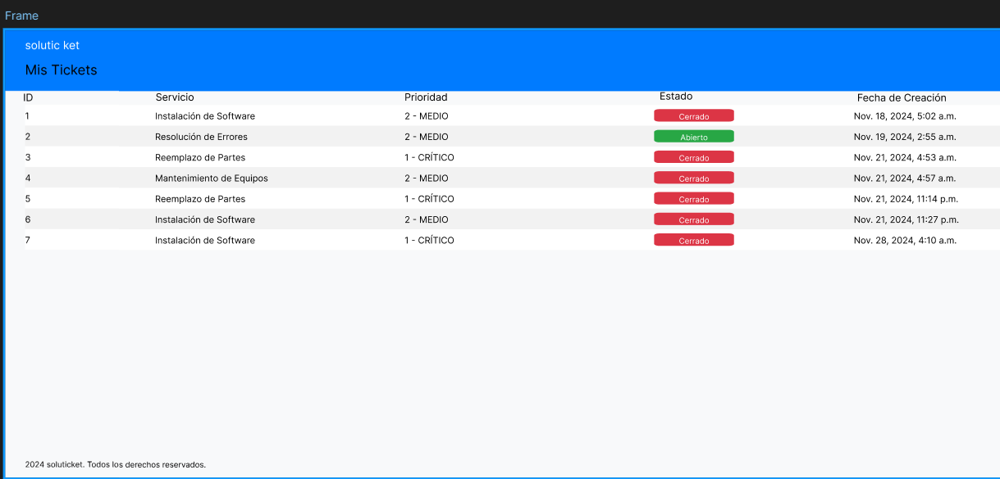 Frame
solutic ket
Mis Tickets
ID Servicio Prioridad Estado Fecha de Creación
1 Instalación de Software 2 - MEDIO Cerrado Nov. 18, 2024, 5:02 a.m.
2 Resolución de Errores 2 - MEDIO Abierto Nov. 19, 2024, 2:55 a.m.
3 Reemplazo de Partes 1 - CRÍTICO Cerrado Nov. 21, 2024, 4:53 a.m.
4 Mantenimiento de Equipos 2 - MEDIO Cerrado Nov. 21, 2024, 4:57 a.m.
5 Reemplazo de Partes 1 - CRÍTICO Cerrado Nov. 21, 2024, 11:14 p.m.
6 Instalación de Software 2 - MEDIO Cerrado Nov. 21, 2024, 11:27 p.m.
7 Instalación de Software 1 - CRÍTICO Cerrado Nov. 28, 2024, 4:10 a.m.
2024 soluticket. Todos los derechos reservados.